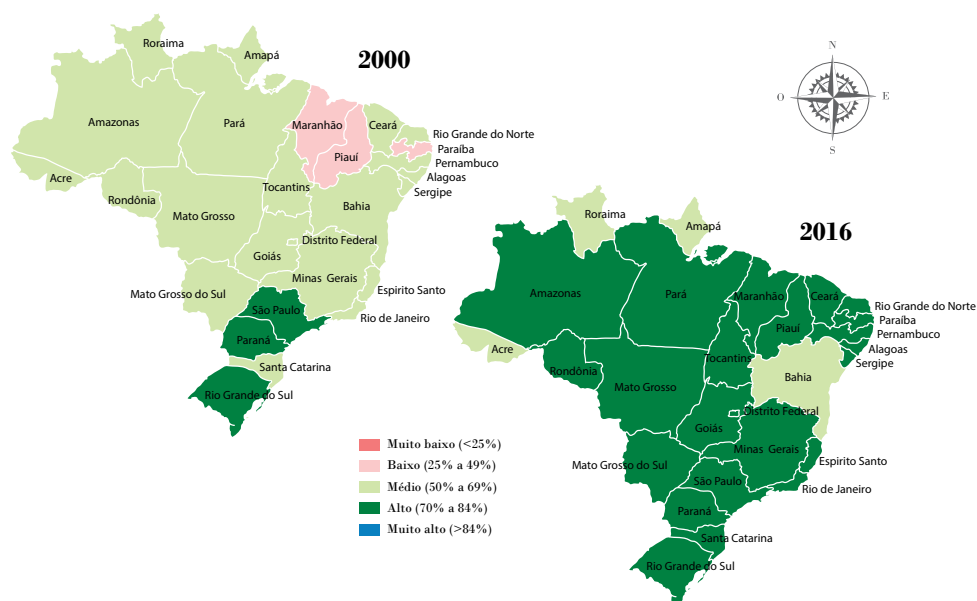 2000
Roraima
Amapá
Amazonas
Pará
Maranhão
Ceará
Rio Grande do Norte
Piauí
Paraíba
Pernambuco
Acre
Tocantins
Alagoas
Rondônia
Sergipe
Mato Grosso
Bahia
Distrito Federal
Goiás
Minas Gerais
Mato Grosso do Sul
Espirito Santo
São Paulo
Rio de Janeiro
Paraná
Santa Catarina
Rio Grande do Sul
N
O
E
S
2016
Roraima
Amapá
Amazonas
Pará
Maranhão
Ceará
Rio Grande do Norte
Paraíba
Piauí
Pernambuco
Acre
Tocantins
Alagoas
Sergipe
Rondônia
Bahia
Mato Grosso
Distrito Federal
Goiás
Minas Gerais
Mato Grosso do Sul
Espirito Santo
São Paulo
Rio de Janeiro
Paraná
Santa Catarina
Rio Grande do Sul
Muito baixo (<25%)
Baixo (25% a 49%)
Médio (50% a 69%)
Alto (70% a 84%)
Muito alto (>84%)